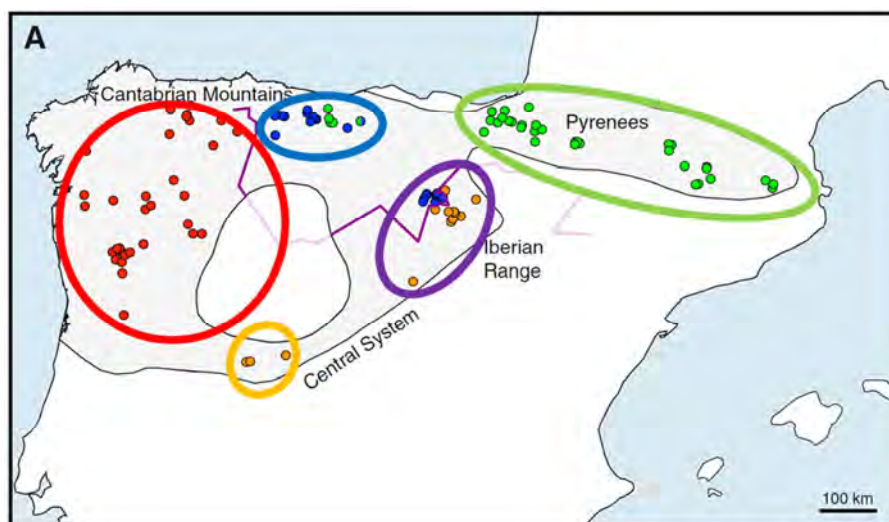 A
Cantabrian Mountains
Pyrenees
Iberian
Range
Central System
100 km